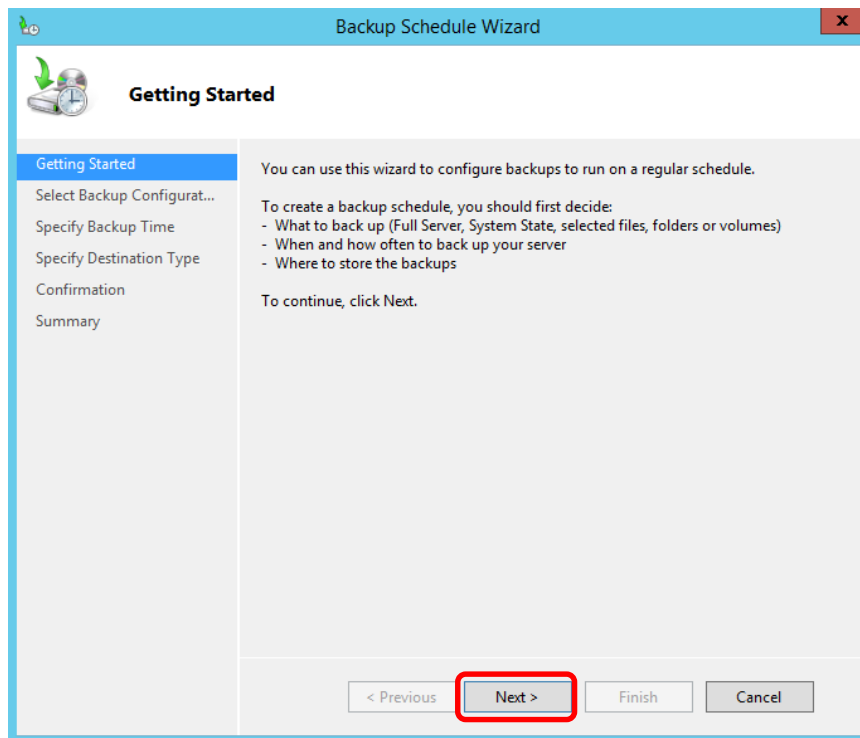 Backup Schedule Wizard
x
Getting Started
Getting Started
Select Backup Configurat...
Specify Backup Time
Specify Destination Type
Confirmation
Summary
You can use this wizard to configure backups to run on a regular schedule.
To create a backup schedule, you should first decide:
- What to back up (Full Server, System State, selected files, folders or volumes)
- When and how often to back up your server
- Where to store the backups
To continue, click Next.
< Previous Next > Finish Cancel